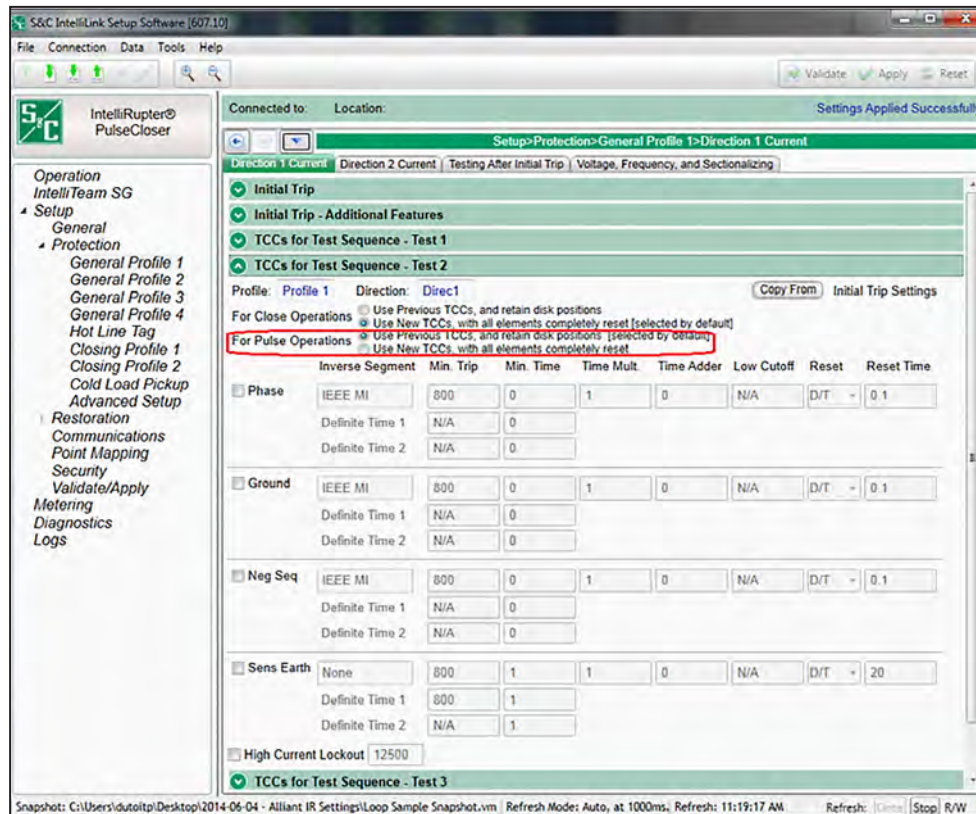 S&C IntelliLink Setup Software [607.10]
File Connection Data Tools Help
Validate Apply Reset
S&C
IntelliRupter®
PulseCloser
Operation
IntelliTeam SG
Setup
General
Protection
General Profile 1
General Profile 2
General Profile 3
General Profile 4
Hot Line Tag
Closing Profile 1
Closing Profile 2
Cold Load Pickup
Advanced Setup
Restoration
Communications
Point Mapping
Security
Validate/Apply
Metering
Diagnostics
Logs
Connected to: Location: Settings Applied Successfull
Setup>Protection>General Profile 1>Direction 1 Current
Direction 1 Current Direction 2 Current Testing After Initial Trip Voltage, Frequency, and Sectionalizing
Initial Trip
Initial Trip - Additional Features
TCCs for Test Sequence - Test 1
TCCs for Test Sequence - Test 2
Profile: Profile 1 Direction: Direc1 Copy From Initial Trip Settings
For Close Operations Use Previous TCCs, and retain disk positions
Use New TCCs, with all elements completely reset [selected by default]
For Pulse Operations Use Previous TCCs, and retain disk positions [selected by default]
Use New TCCs, with all elements completely reset
Inverse Segment Min. Trip Min. Time Time Mult. Time Adder Low Cutoff Reset Reset Time
Phase IEEE MI 800 0 1 0 N/A D/T 0.1
Definite Time 1 N/A 0
Definite Time 2 N/A 0
Ground IEEE MI 800 0 1 0 N/A D/T 0.1
Definite Time 1 N/A 0
Definite Time 2 N/A 0
Neg Seq IEEE MI 800 0 1 0 N/A D/T 0.1
Definite Time 1 N/A 0
Definite Time 2 N/A 0
Sens Earth None 800 1 1 0 N/A D/T 20
Definite Time 1 800 1
Definite Time 2 N/A 1
High Current Lockout 12500
TCCs for Test Sequence - Test 3
Snapshot: C:\Users\dutoitp\Desktop\2014-06-04 - Alliant IR Settings\Loop Sample Snapshot.vm Refresh Mode: Auto, at 1000ms, Refresh: 11:19:17 AM Refresh: Stop R/W